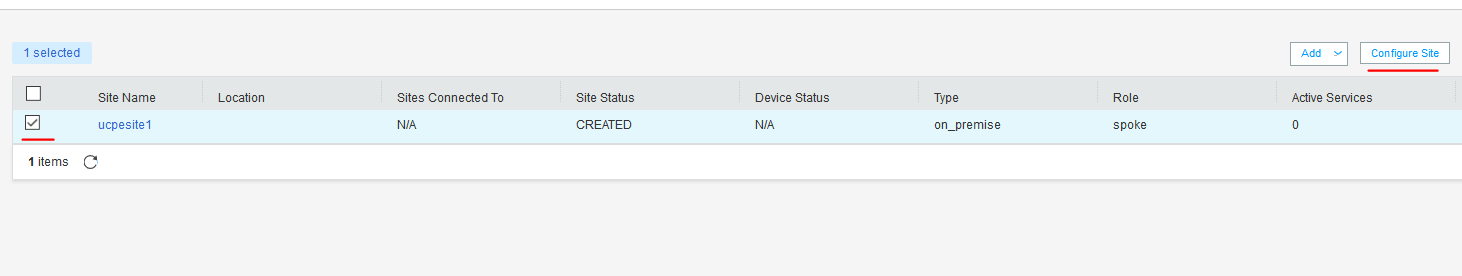 1 selected
Add
Configure Site
Site Name Location Sites Connected To Site Status Device Status Type Role Active Services
ucpesite1 N/A CREATED N/A on_premise spoke 0
1 items